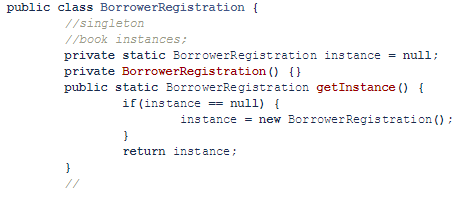 public class BorrowerRegistration {
//singleton
//book instances;
private static BorrowerRegistration instance = null;
private BorrowerRegistration() {}
public static BorrowerRegistration getInstance() {
if(instance == null) {
instance = new BorrowerRegistration();
}
return instance;
}
//